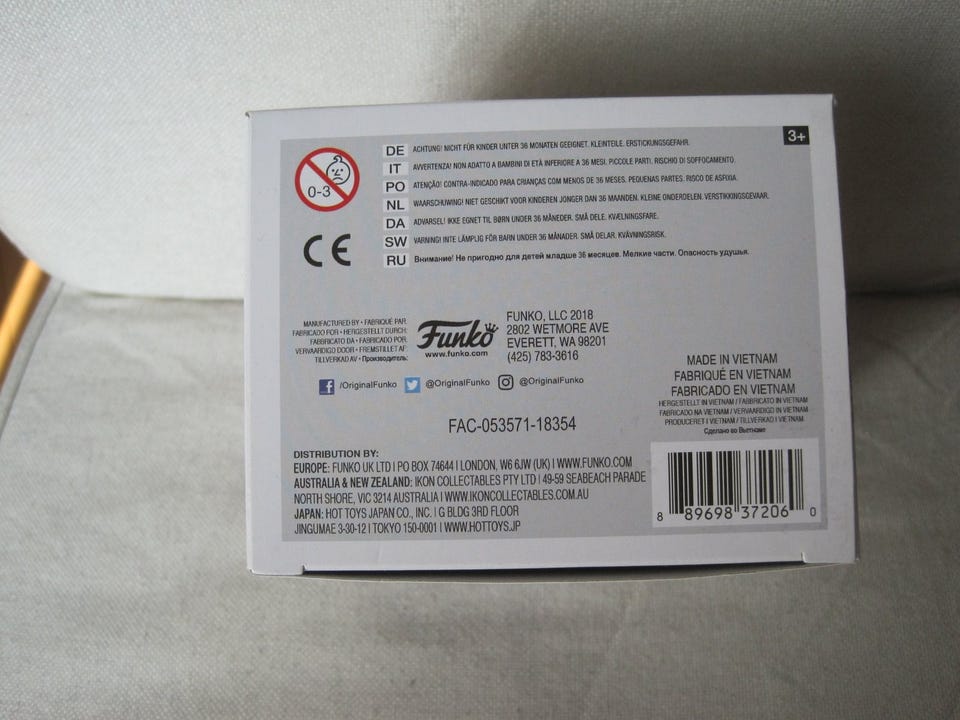 3+
0-3
DE ACHTUNG! NICHT FÜR KINDER UNTER 36 MONATEN GEEIGNET. KLEINTEILE. ERSTICKUNGSGEFAHR.
IT AVVERTENZA! NON ADATTO A BAMBINI DI ETÀ INFERIORE A 36 MESI. PICCOLE PARTI. RISCHIO DI SOFFOCAMENTO.
PO ATENÇÃO! CONTRA-INDICADO PARA CRIANÇAS COM MENOS DE 36 MESES. PEQUENAS PARTES. RISCO DE ASFIXIA.
NL WAARSCHUWING! NIET GESCHIKT VOOR KINDEREN JONGER DAN 36 MAANDEN. KLEINE ONDERDELEN. VERSTIKKINGSGEVAAR.
DA ADVARSEL! IKKE EGNET TIL BØRN UNDER 36 MÅNEDER. SMÅ DELE. KVÆLNINGSFARE.
SW VARNING! INTE LÄMPLIG FÖR BARN UNDER 36 MÅNADER. SMÅ DELAR. KVÄVNINGSRISK.
RU Внимание! Не пригодно для детей младше 36 месяцев. Мелкие части. Опасность удушья.
CE
MANUFACTURED BY • FABRIQUÉ PAR
FABRICADO POR • HERGESTELLT DURCH:
FABBRICATO DA • FABRICADO POR:
VERVAARDIGD DOOR • FREMSTILLET AF:
TILLVERKAD AV • Производитель:
Funko
www.funko.com
FUNKO, LLC 2018
2802 WETMORE AVE
EVERETT, WA 98201
(425) 783-3616
/OriginalFunko @OriginalFunko @OriginalFunko
FAC-053571-18354
MADE IN VIETNAM
FABRIQUÉ EN VIETNAM
FABRICADO EN VIETNAM
HERGESTELLT IN VIETNAM / FABBRICATO IN VIETNAM
FABRICADO NA VIETNAM / VERVAARDIGD IN VIETNAM
PRODUCERET I VIETNAM / TILLVERKAD I VIETNAM
Сделано во Вьетнаме
DISTRIBUTION BY:
EUROPE: FUNKO UK LTD | PO BOX 74644 | LONDON, W6 6JW (UK) | WWW.FUNKO.COM
AUSTRALIA & NEW ZEALAND: IKON COLLECTABLES PTY LTD | 49-59 SEABEACH PARADE
NORTH SHORE, VIC 3214 AUSTRALIA | WWW.IKONCOLLECTABLES.COM.AU
JAPAN: HOT TOYS JAPAN CO., INC. | G BLDG 3RD FLOOR
JINGUMAE 3-30-12 | TOKYO 150-0001 | WWW.HOTTOYS.JP
8 89698 37206 0